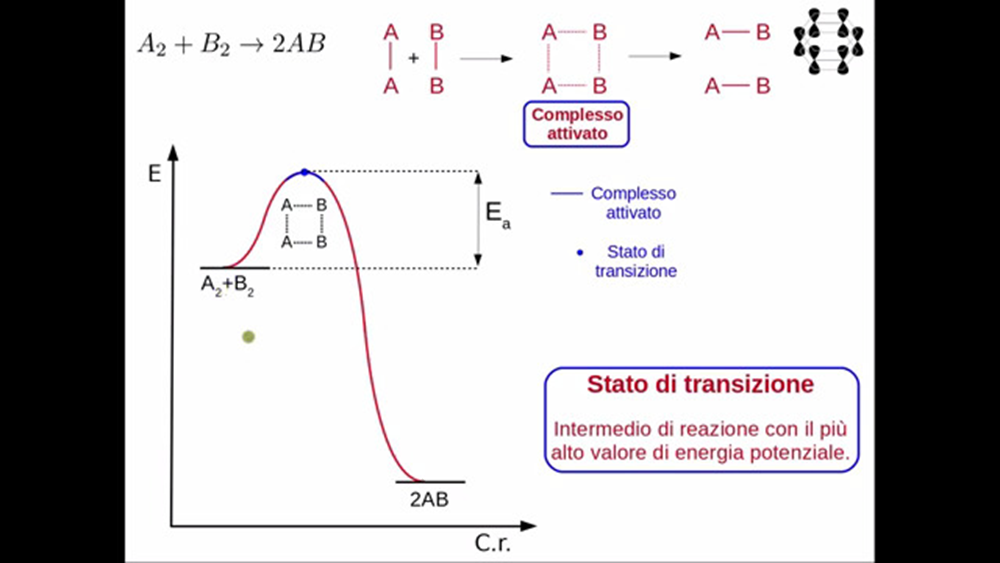 A₂ + B₂ → 2AB
A B A B A B
+
A B A B A B
Complesso
attivato
E
Complesso
attivato
A B
Eₐ
A B
Stato di
transizione
A₂+B₂
Stato di transizione
Intermedio di reazione con il più
alto valore di energia potenziale.
2AB
C.r.